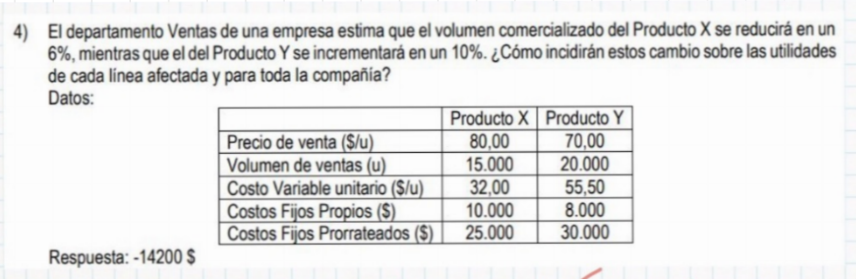 4) El departamento Ventas de una empresa estima que el volumen comercializado del Producto X se reducirá en un
6%, mientras que el del Producto Y se incrementará en un 10%. ¿Cómo incidirán estos cambio sobre las utilidades
de cada línea afectada y para toda la compañía?
Datos:
Producto X Producto Y
Precio de venta ($/u) 80,00 70,00
Volumen de ventas (u) 15.000 20.000
Costo Variable unitario ($/u) 32,00 55,50
Costos Fijos Propios ($) 10.000 8.000
Costos Fijos Prorrateados ($) 25.000 30.000
Respuesta: -14200 $